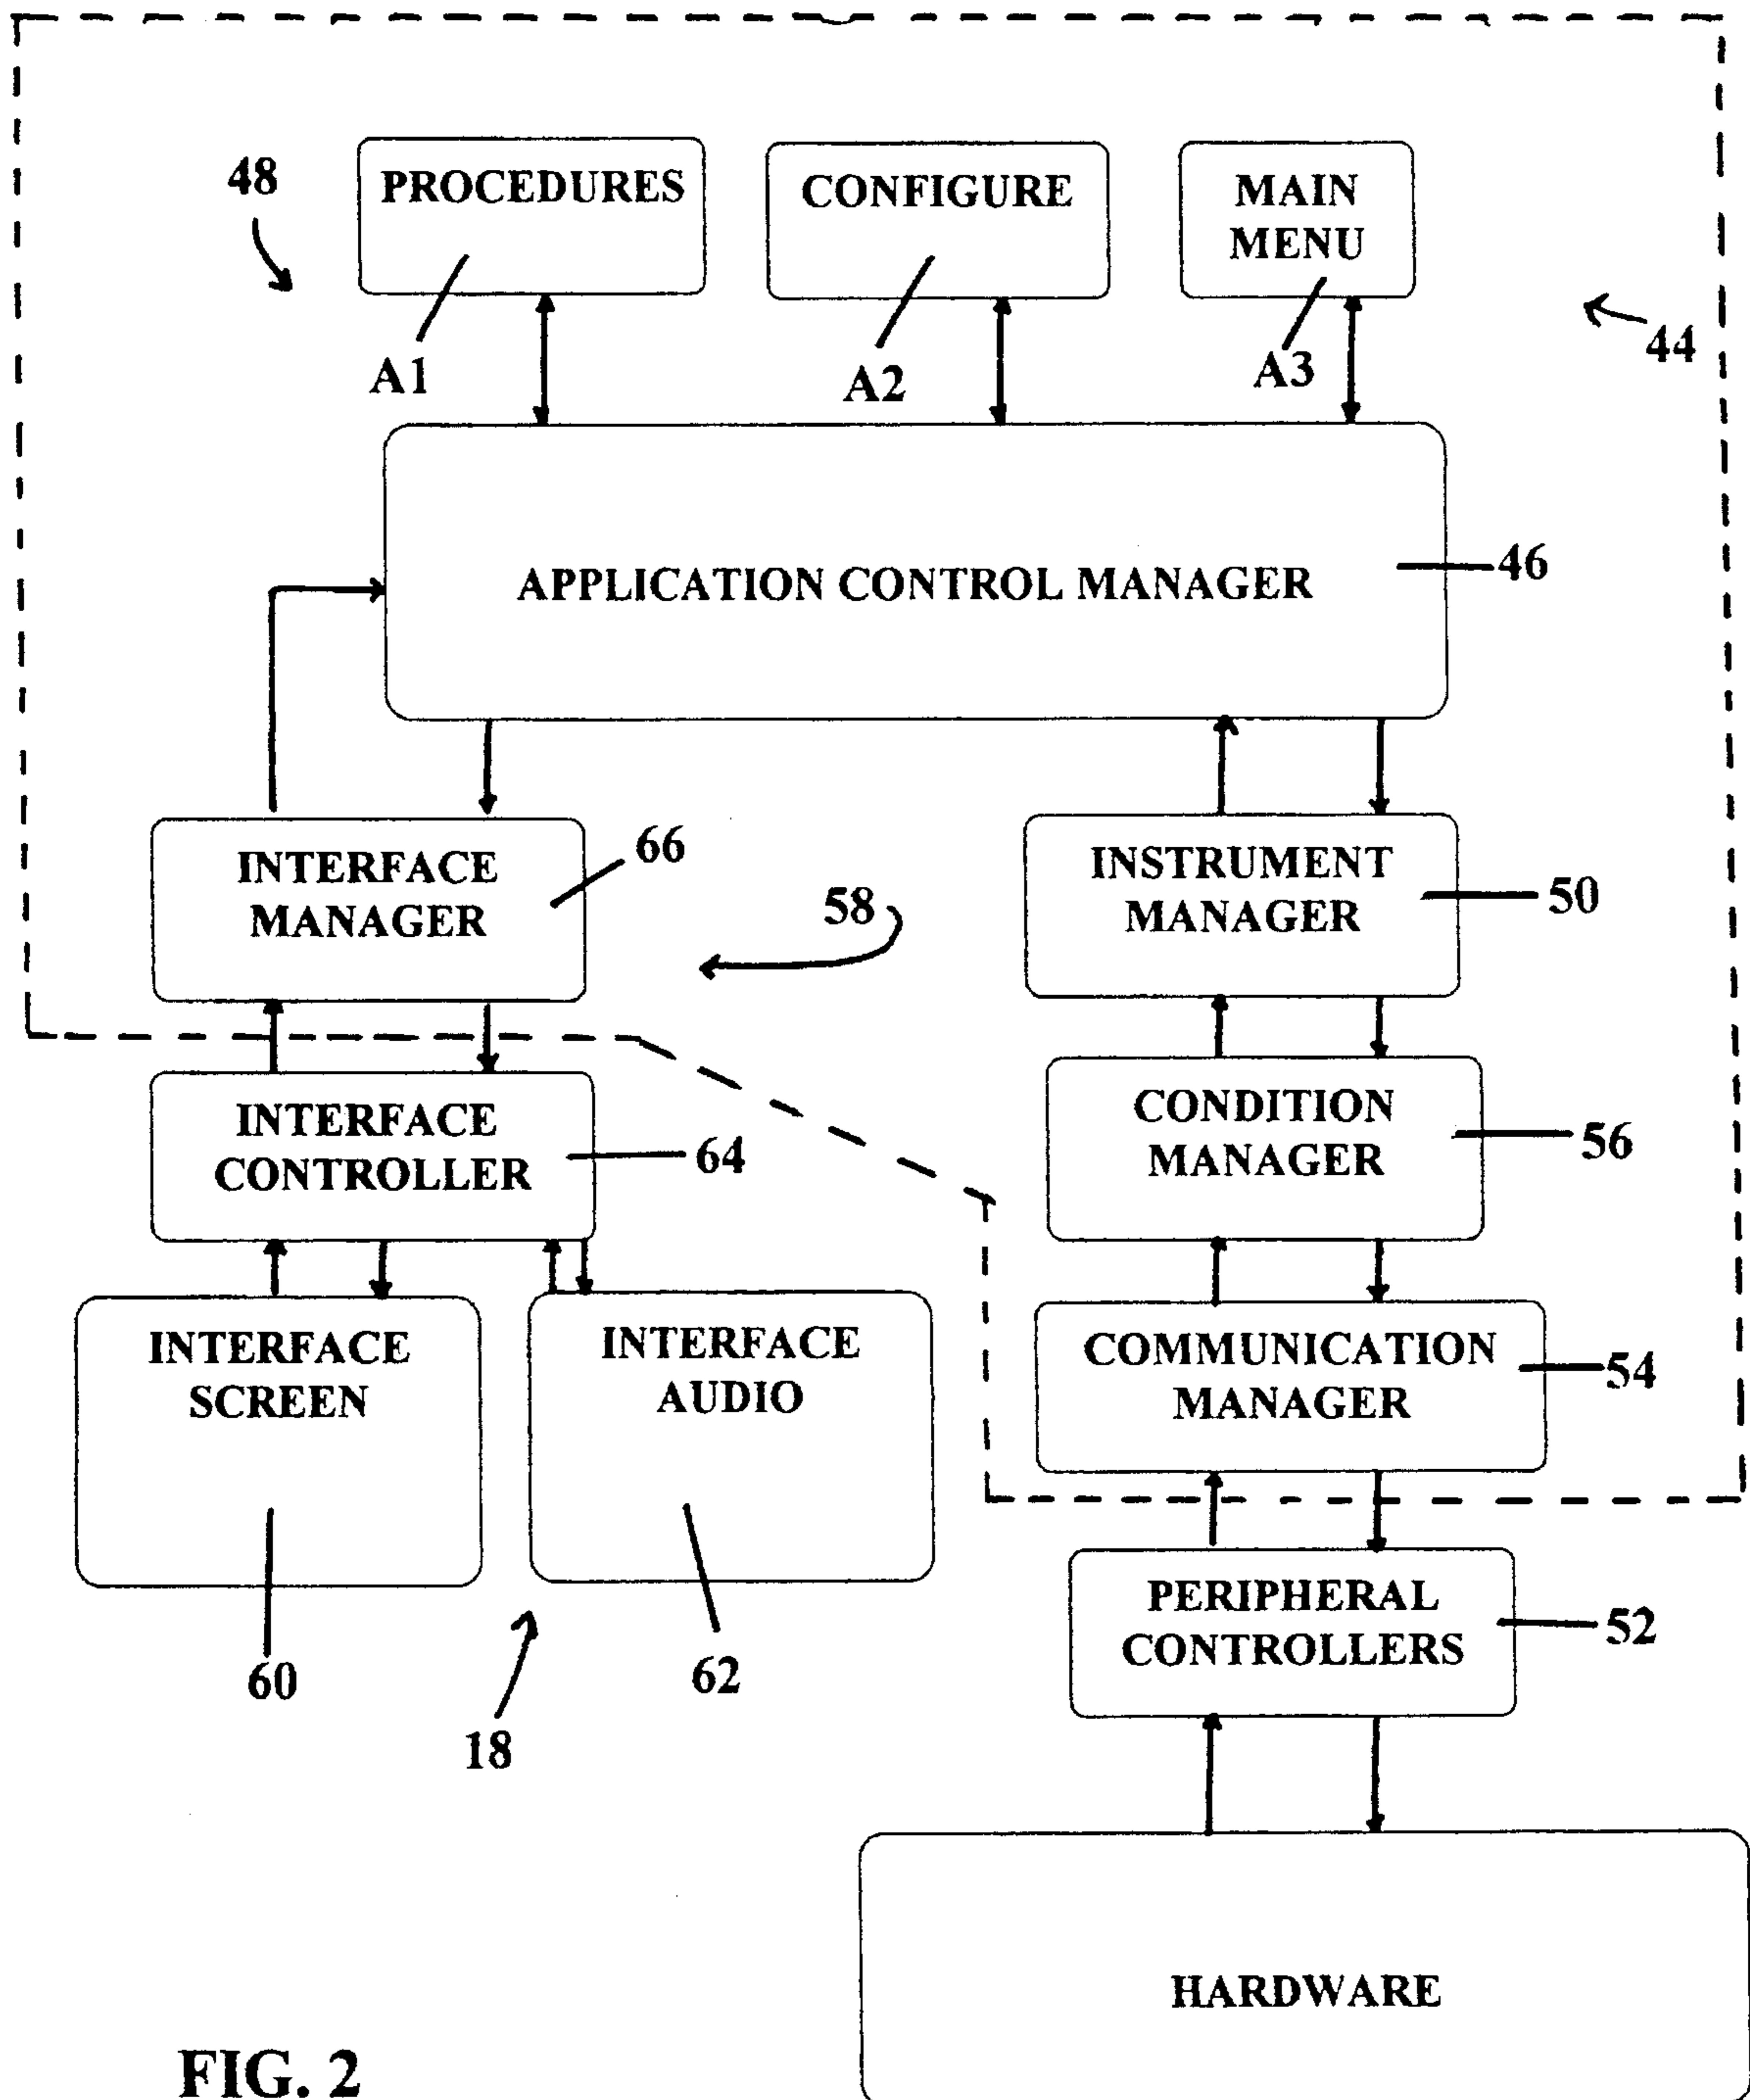 PROCEDURES
CONFIGURE
MAIN
MENU
48
44
A1
A2
A3
APPLICATION CONTROL MANAGER
46
INTERFACE
MANAGER
66
58
INSTRUMENT
MANAGER
50
INTERFACE
CONTROLLER
64
CONDITION
MANAGER
56
INTERFACE
SCREEN
60
INTERFACE
AUDIO
62
18
COMMUNICATION
MANAGER
54
PERIPHERAL
CONTROLLERS
52
HARDWARE
FIG. 2